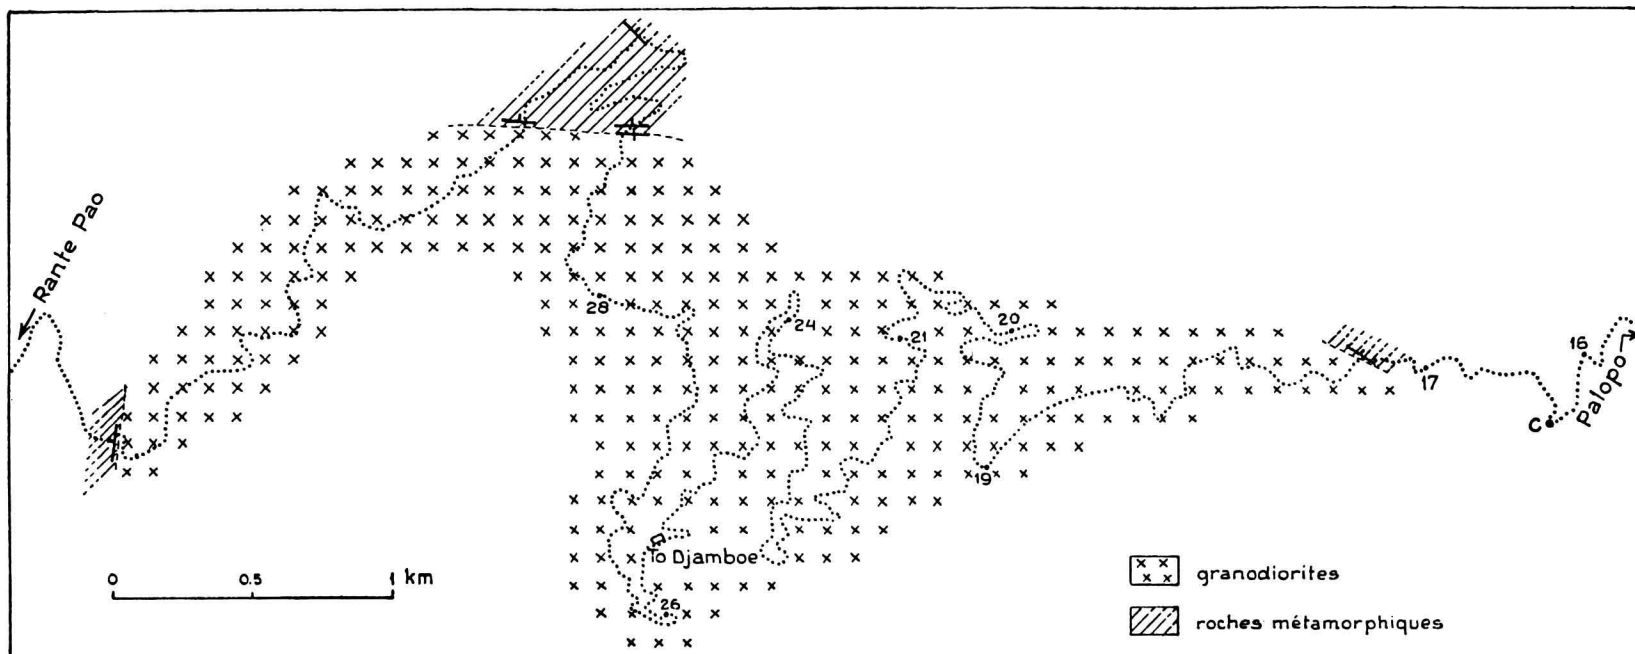 Rante Pao
28
24
21
20
16
17
C
Palopo
19
To Djamboe
26
0 0.5 1 km
granodiorites
roches métamorphiques